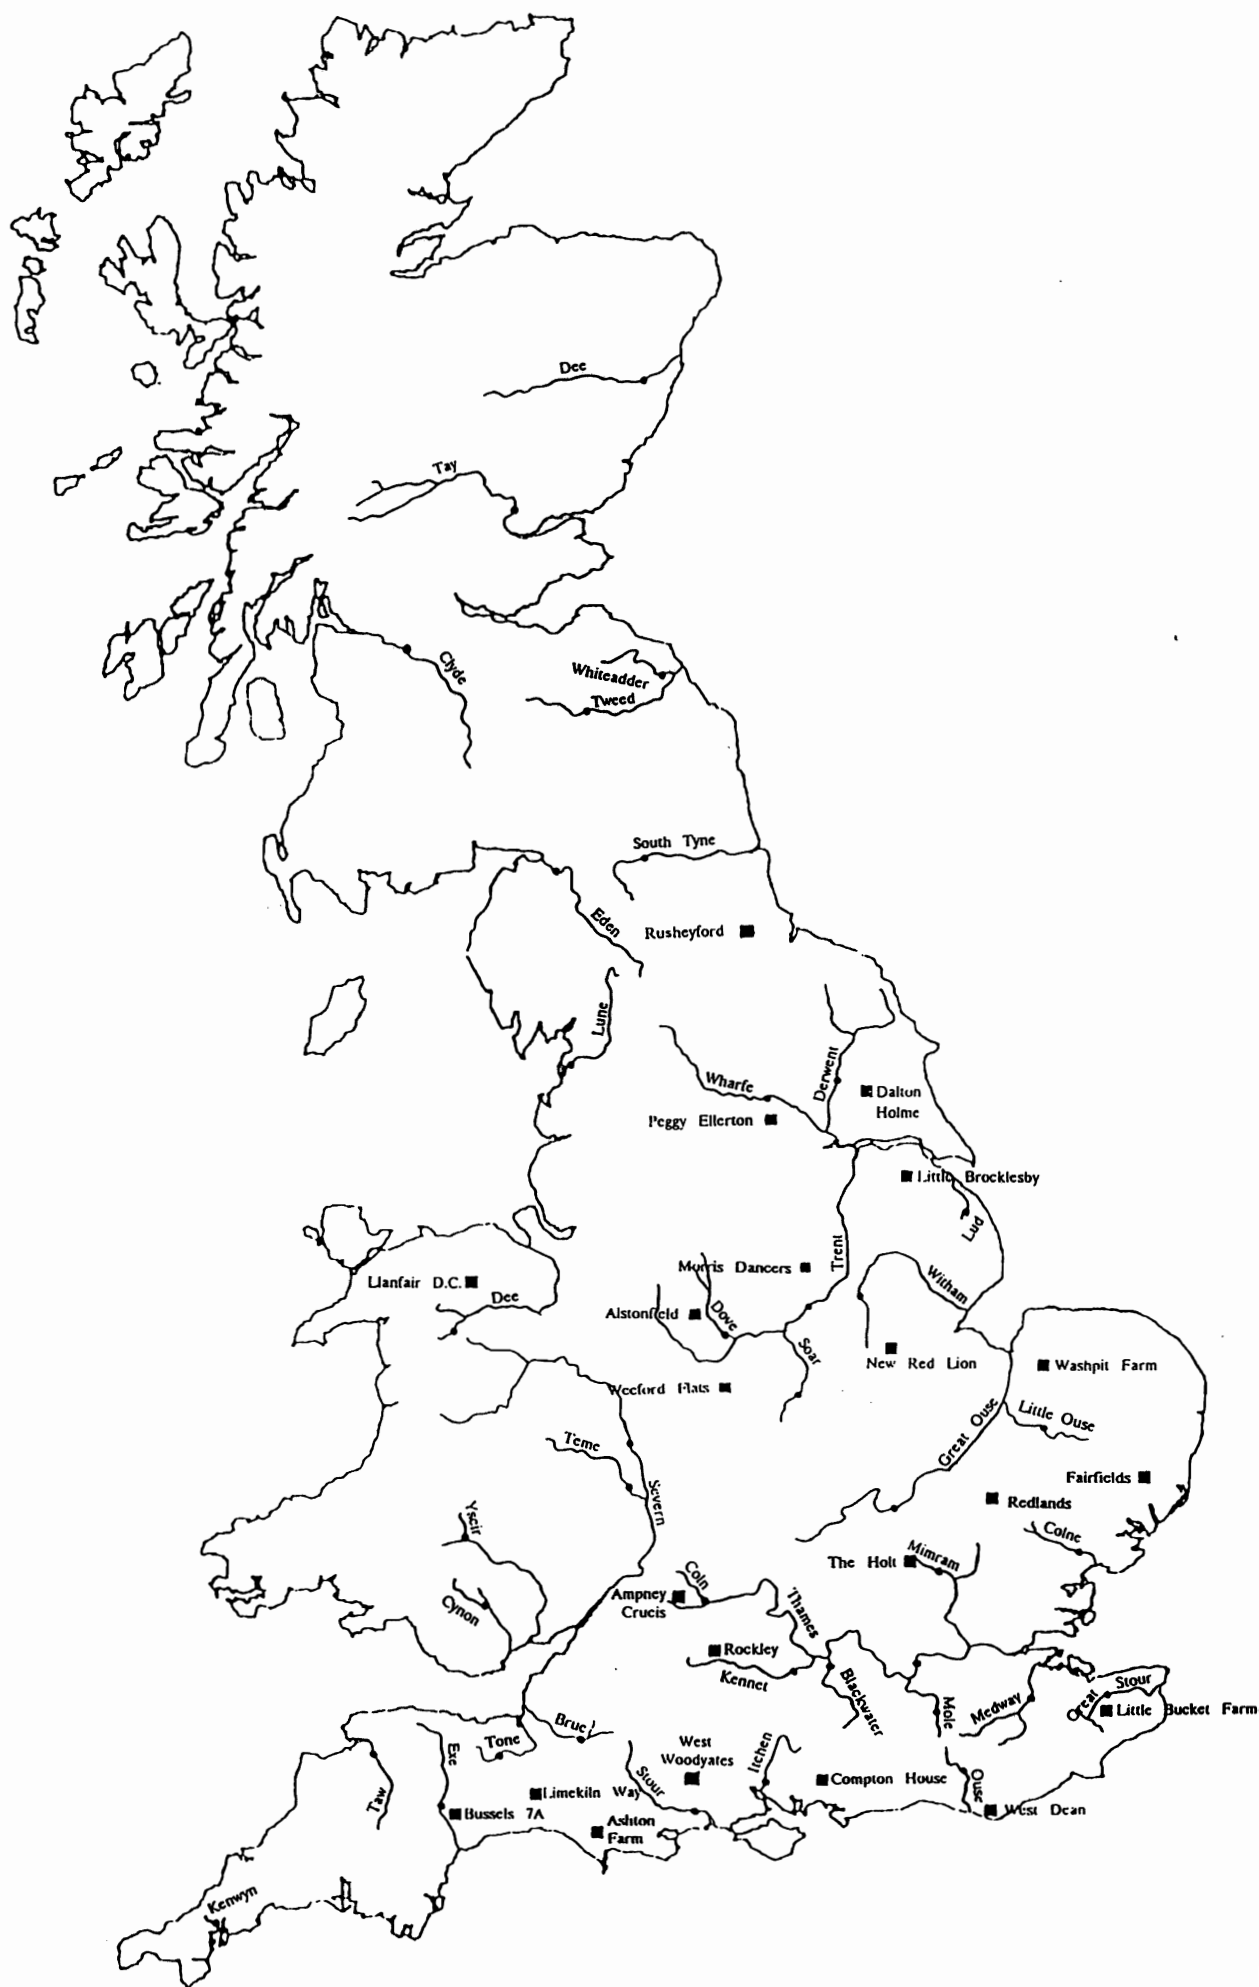 Dee
Tay
Clyde
Whiteadder
Tweed
South Tyne
Eden
Rusheyford
Lune
Wharfe
Derwent
Dalton
Holme
Peggy Ellerton
Little Brocklesby
Lud
Trent
Morris Dancers
Witham
Llanfair D.C.
Dee
Alstonfield
Dove
Soar
New Red Lion
Washpit Farm
Weeford Flats
Little Ouse
Great Ouse
Teme
Severn
Fairfields
Redlands
Yscir
Colne
The Holt
Mimram
Coln
Ampney
Crucis
Cynon
Thames
Rockley
Kennet
Blackwater
Mole
Medway
Great Stour
Little Bucket Farm
Brue
Tone
Exe
West
Woodyates
Itchen
Stour
Compton House
Ouse
Taw
Limekiln Way
Bussels 7A
Ashton
Farm
West Dean
Kenwyn